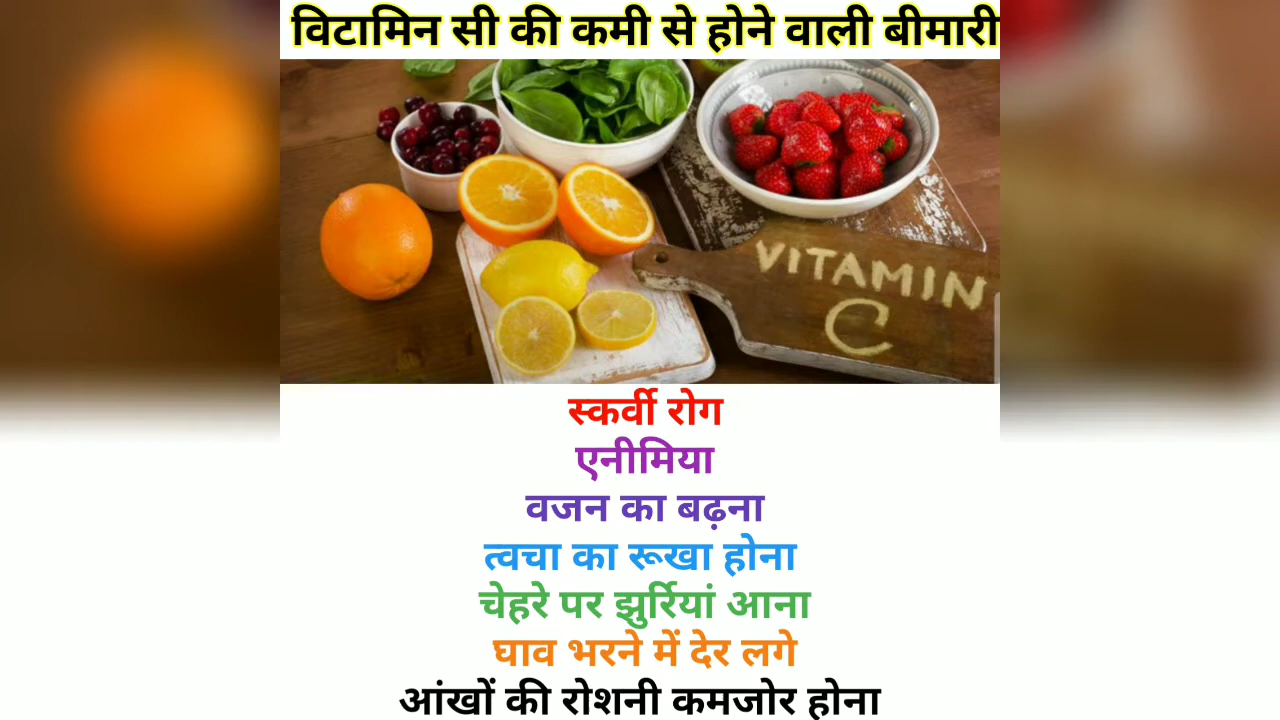 विटामिन सी की कमी से होने वाली बीमारी
VITAMIN
C
स्कर्वी रोग
एनीमिया
वजन का बढ़ना
त्वचा का रूखा होना
चेहरे पर झुर्रियां आना
घाव भरने में देर लगे
आंखों की रोशनी कमजोर होना